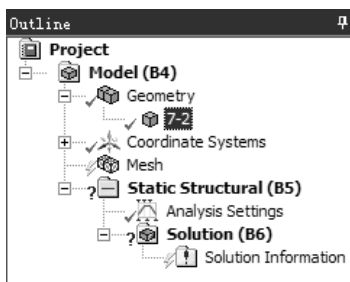 Outline
Project
Model (B4)
Geometry
7-2
Coordinate Systems
Mesh
Static Structural (B5)
Analysis Settings
Solution (B6)
Solution Information